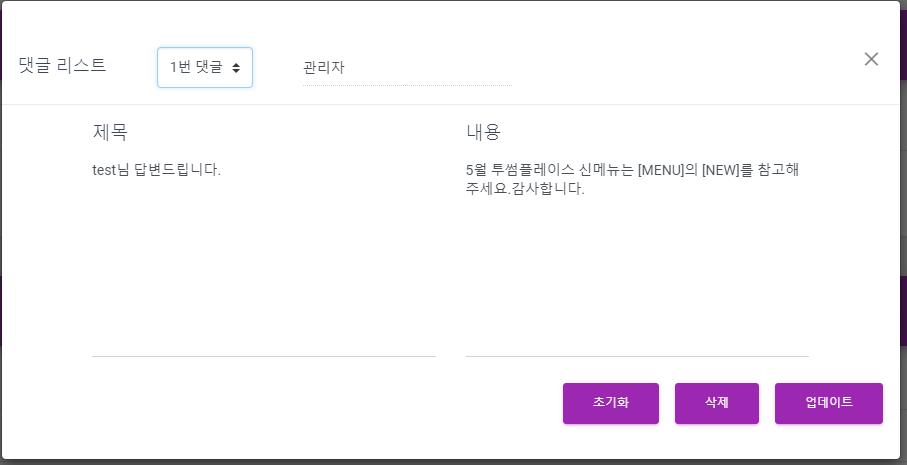 댓글 리스트
1번 댓글
관리자
제목
내용
test님 답변드립니다.
5월 투썸플레이스 신메뉴는 [MENU]의 [NEW]를 참고해
주세요.감사합니다.
초기화
삭제
업데이트